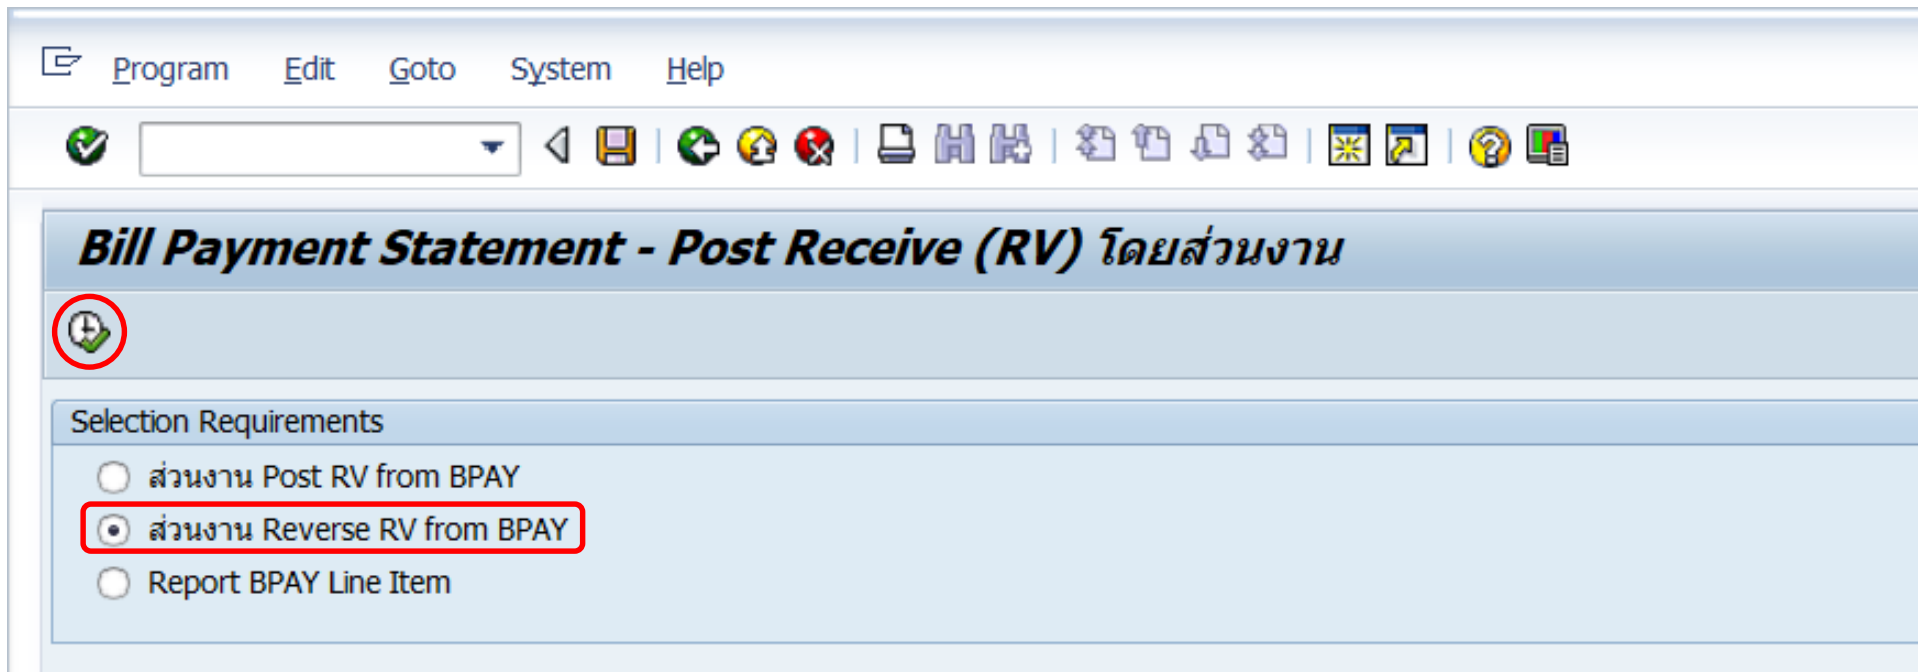 Program Edit Goto System Help
Bill Payment Statement - Post Receive (RV) โดยส่วนงาน
Selection Requirements
ส่วนงาน Post RV from BPAY
ส่วนงาน Reverse RV from BPAY
Report BPAY Line Item